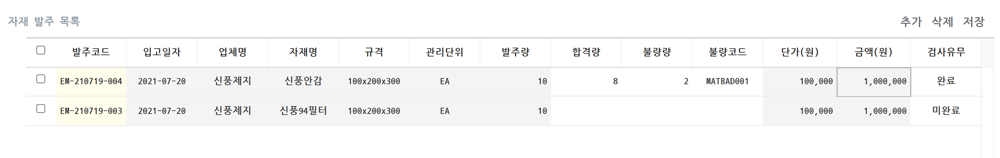 자재 발주 목록
추가 삭제 저장
발주코드 입고일자 업체명 자재명 규격 관리단위 발주량 합격량 불량량 불량코드 단가(원) 금액(원) 검사유무
EM-210719-004 2021-07-20 신풍제지 신풍안감 100x200x300 EA 10 8 2 MATBAD001 100,000 1,000,000 완료
EM-210719-003 2021-07-20 신풍제지 신풍94필터 100x200x300 EA 10 100,000 1,000,000 미완료